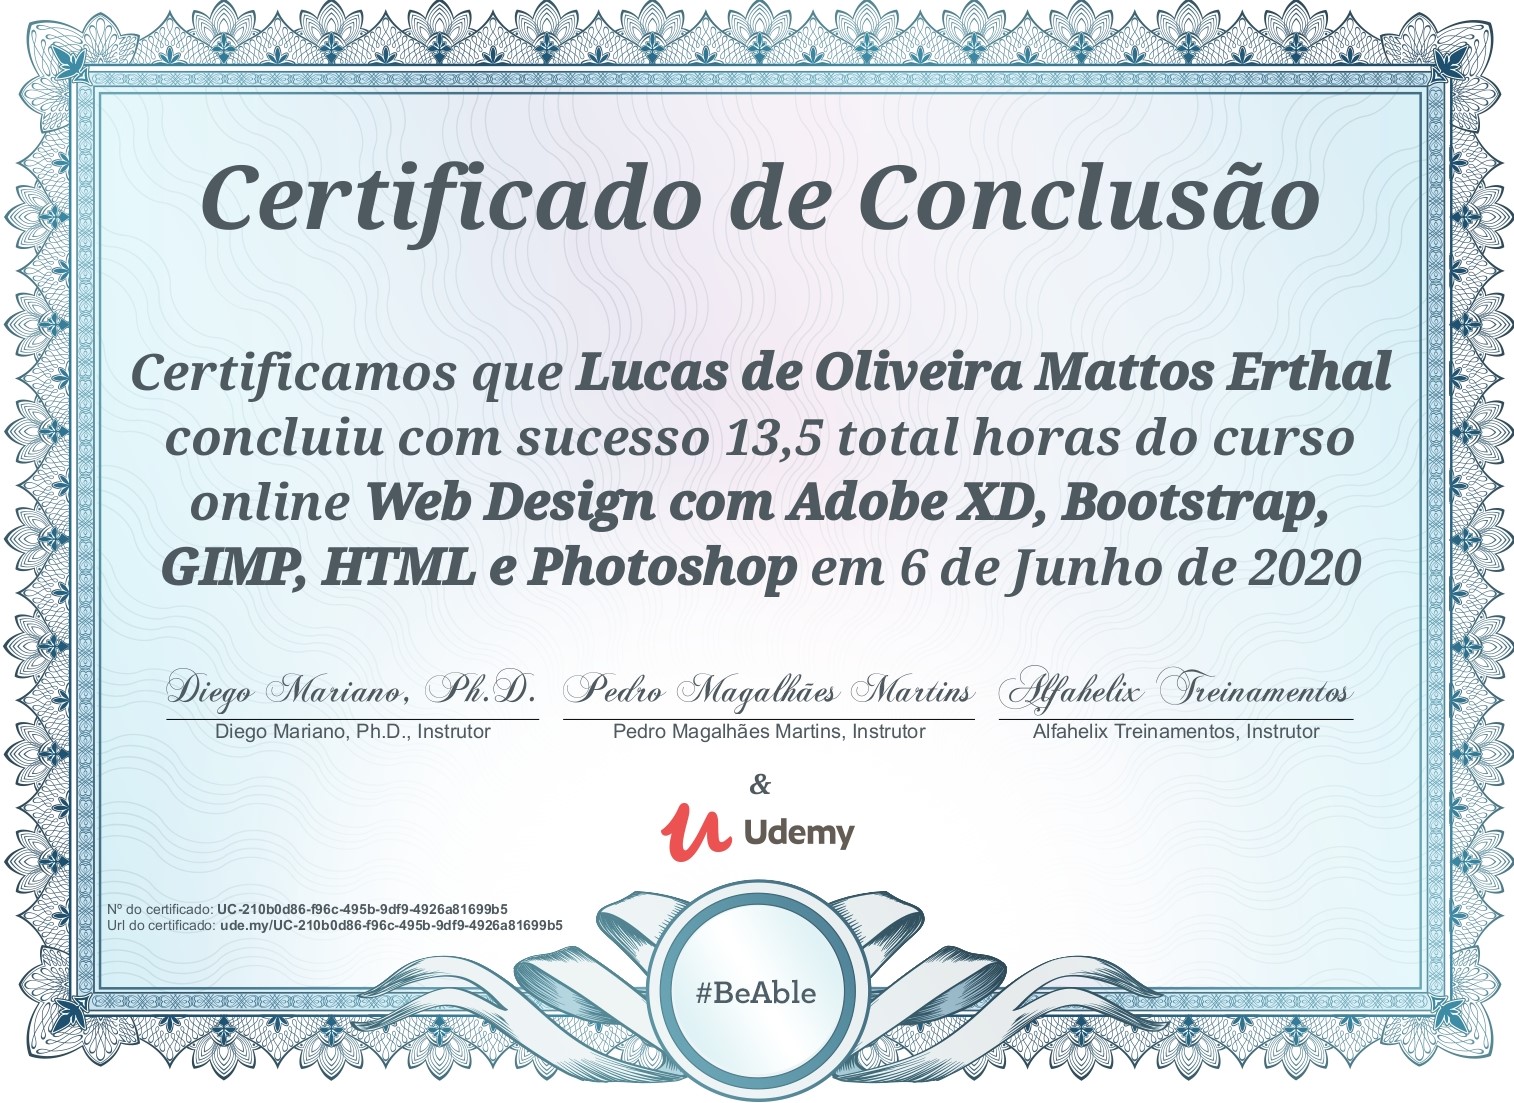 Certificado de Conclusão
Certificamos que Lucas de Oliveira Mattos Erthal
concluiu com sucesso 13,5 total horas do curso
online Web Design com Adobe XD, Bootstrap,
GIMP, HTML e Photoshop em 6 de Junho de 2020
Diego Mariano, Ph.D. Pedro Magalhães Martins Alfahelix Treinamentos
Diego Mariano, Ph.D., Instrutor Pedro Magalhães Martins, Instrutor Alfahelix Treinamentos, Instrutor
&
Udemy
Nº do certificado: UC-210b0d86-f96c-495b-9df9-4926a81699b5
Url do certificado: ude.my/UC-210b0d86-f96c-495b-9df9-4926a81699b5
#BeAble